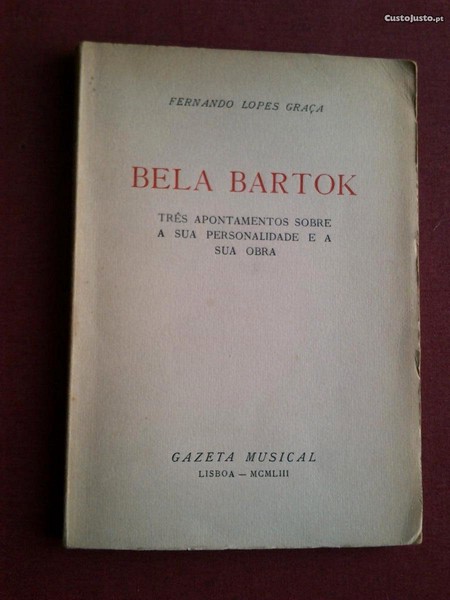 CustoJusto.pt
FERNANDO LOPES GRAÇA
BELA BARTOK
TRÊS APONTAMENTOS SOBRE
A SUA PERSONALIDADE E A
SUA OBRA
GAZETA MUSICAL
LISBOA — MCMLIII